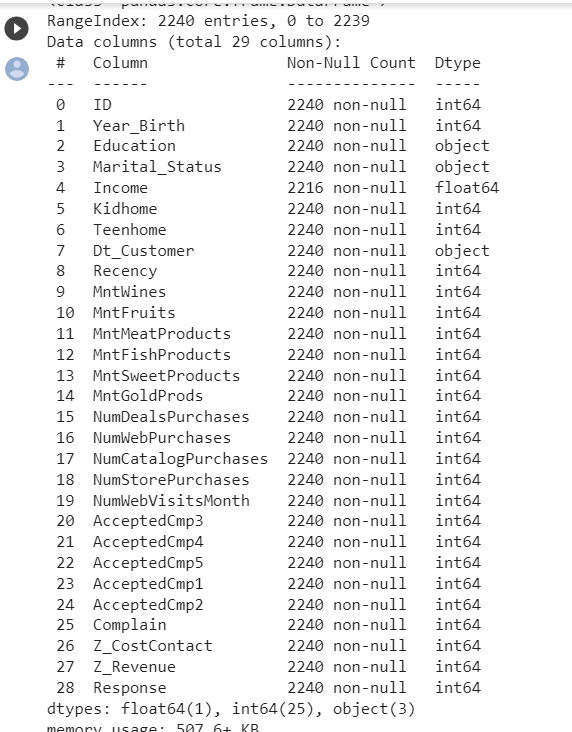 RangeIndex: 2240 entries, 0 to 2239
Data columns (total 29 columns):
 #   Column               Non-Null Count  Dtype
---  ------               --------------  -----
 0   ID                   2240 non-null   int64
 1   Year_Birth           2240 non-null   int64
 2   Education            2240 non-null   object
 3   Marital_Status       2240 non-null   object
 4   Income               2216 non-null   float64
 5   Kidhome              2240 non-null   int64
 6   Teenhome             2240 non-null   int64
 7   Dt_Customer          2240 non-null   object
 8   Recency              2240 non-null   int64
 9   MntWines             2240 non-null   int64
 10  MntFruits            2240 non-null   int64
 11  MntMeatProducts      2240 non-null   int64
 12  MntFishProducts      2240 non-null   int64
 13  MntSweetProducts     2240 non-null   int64
 14  MntGoldProds         2240 non-null   int64
 15  NumDealsPurchases    2240 non-null   int64
 16  NumWebPurchases      2240 non-null   int64
 17  NumCatalogPurchases  2240 non-null   int64
 18  NumStorePurchases    2240 non-null   int64
 19  NumWebVisitsMonth    2240 non-null   int64
 20  AcceptedCmp3         2240 non-null   int64
 21  AcceptedCmp4         2240 non-null   int64
 22  AcceptedCmp5         2240 non-null   int64
 23  AcceptedCmp1         2240 non-null   int64
 24  AcceptedCmp2         2240 non-null   int64
 25  Complain             2240 non-null   int64
 26  Z_CostContact        2240 non-null   int64
 27  Z_Revenue            2240 non-null   int64
 28  Response             2240 non-null   int64
dtypes: float64(1), int64(25), object(3)
memory usage: 507.6+ KB